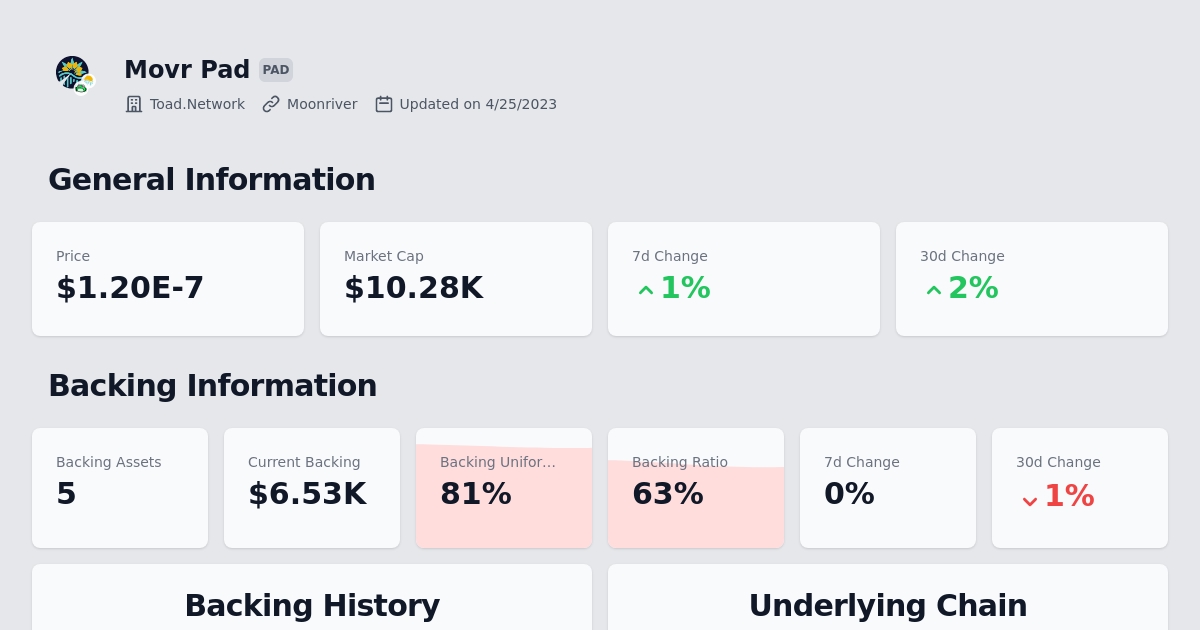 Movr Pad PAD
Toad.Network Moonriver Updated on 4/25/2023
General Information
Price Market Cap 7d Change 30d Change
$1.20E-7 $10.28K 1% 2%
Backing Information
Backing Assets Current Backing Backing Unifor... Backing Ratio 7d Change 30d Change
5 $6.53K 81% 63% 0% 1%
Backing History Underlying Chain